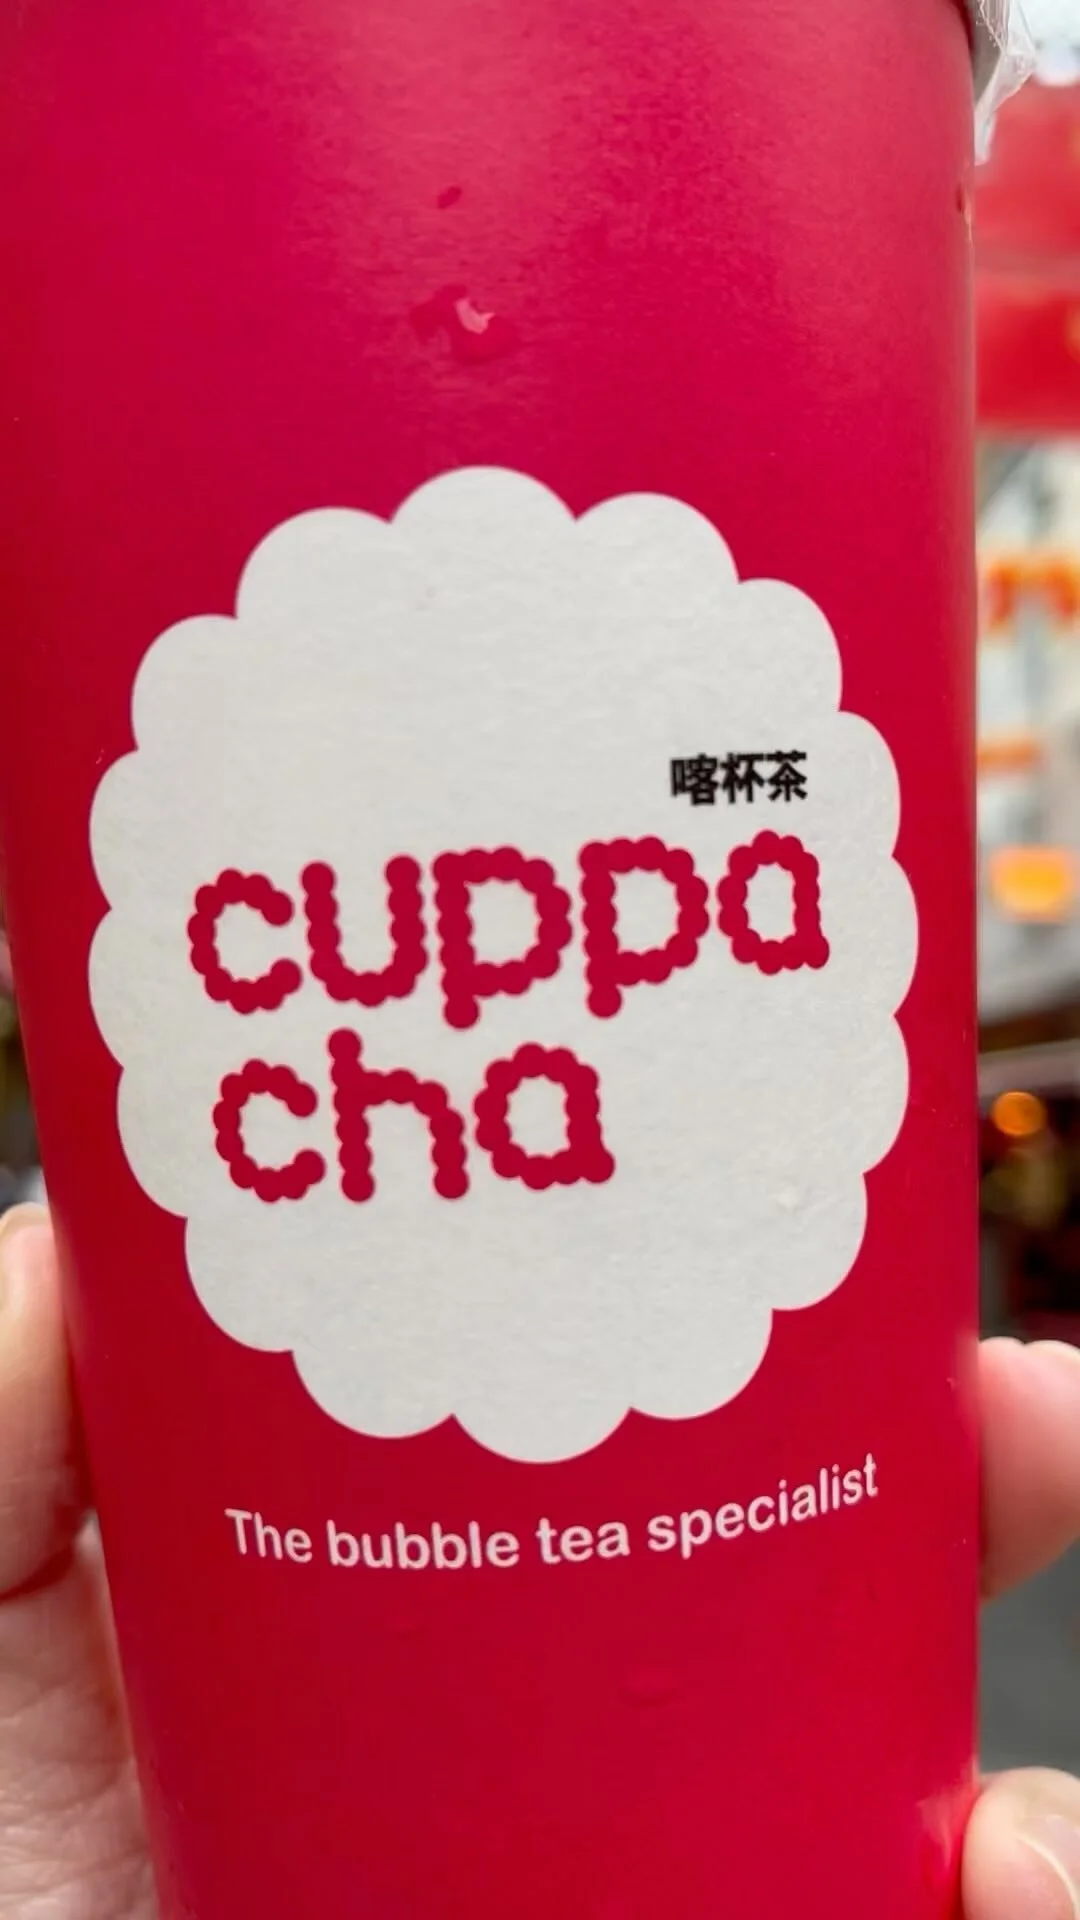 喀杯茶
cuppa
cha
The bubble tea specialist